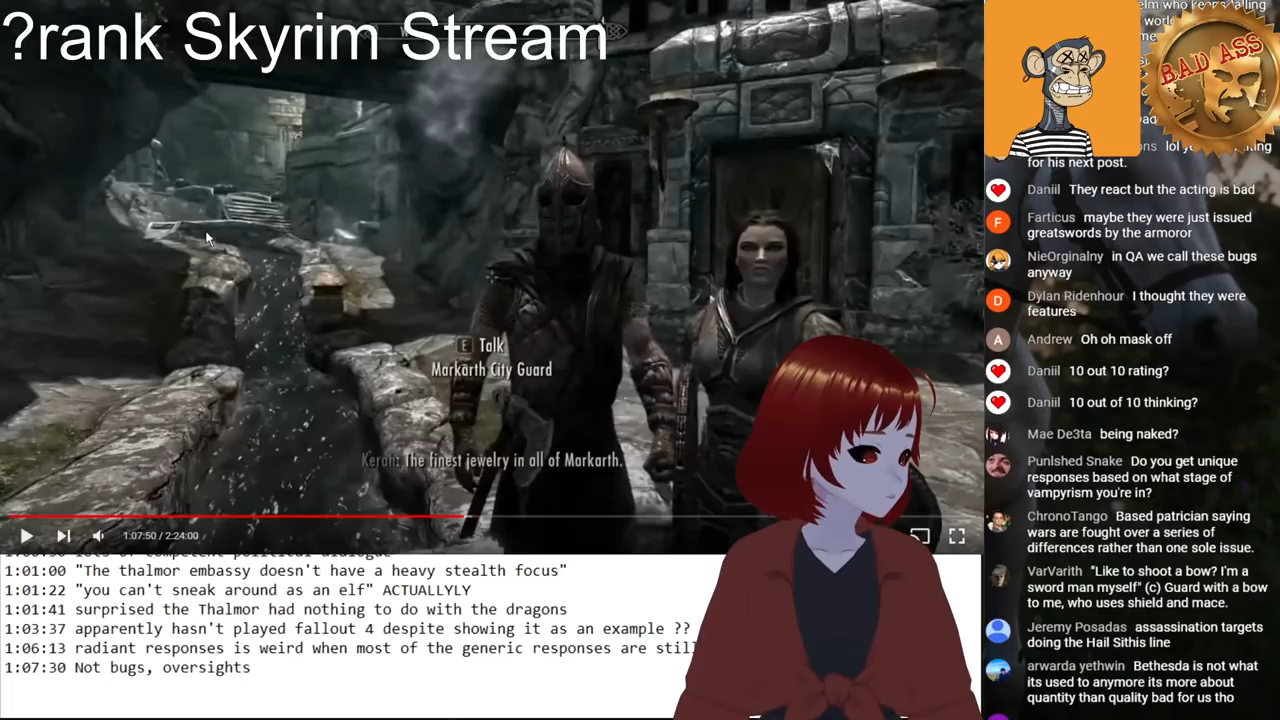 ?rank Skyrim Stream
E Talk
Markarth City Guard
Kerah: The finest jewelry in all of Markarth.
1:07:50 / 2:24:00
1:01:00 "The thalmor embassy doesn't have a heavy stealth focus"
1:01:22 "you can't sneak around as an elf" ACTUALLYLY
1:01:41 surprised the Thalmor had nothing to do with the dragons
1:03:37 apparently hasn't played fallout 4 despite showing it as an example ??
1:06:13 radiant responses is weird when most of the generic responses are still
1:07:30 Not bugs, oversights
BAD ASS
for his next post.
Daniil They react but the acting is bad
Farticus maybe they were just issued
greatswords by the armoror
NieOrginalny in QA we call these bugs
anyway
Dylan Ridenhour I thought they were
features
Andrew Oh oh mask off
Daniil 10 out 10 rating?
Daniil 10 out of 10 thinking?
Mae De3ta being naked?
Punlshed Snake Do you get unique
responses based on what stage of
vampyrism you're in?
ChronoTango Based patrician saying
wars are fought over a series of
differences rather than one sole issue.
VarVarith "Like to shoot a bow? I'm a
sword man myself" (c) Guard with a bow
to me, who uses shield and mace.
Jeremy Posadas assassination targets
doing the Hail Sithis line
arwarda yethwin Bethesda is not what
its used to anymore its more about
quantity than quality bad for us tho